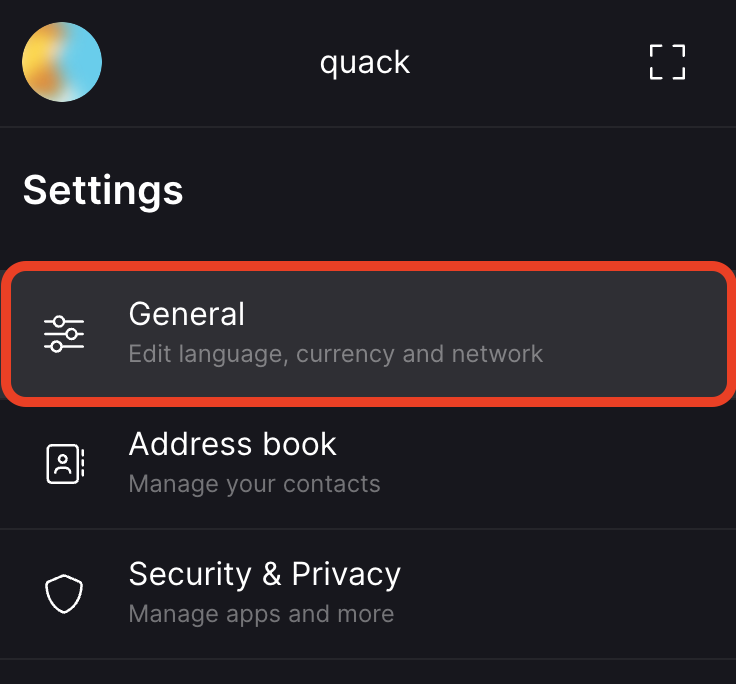 quack
Settings
General
Edit language, currency and network
Address book
Manage your contacts
Security & Privacy
Manage apps and more